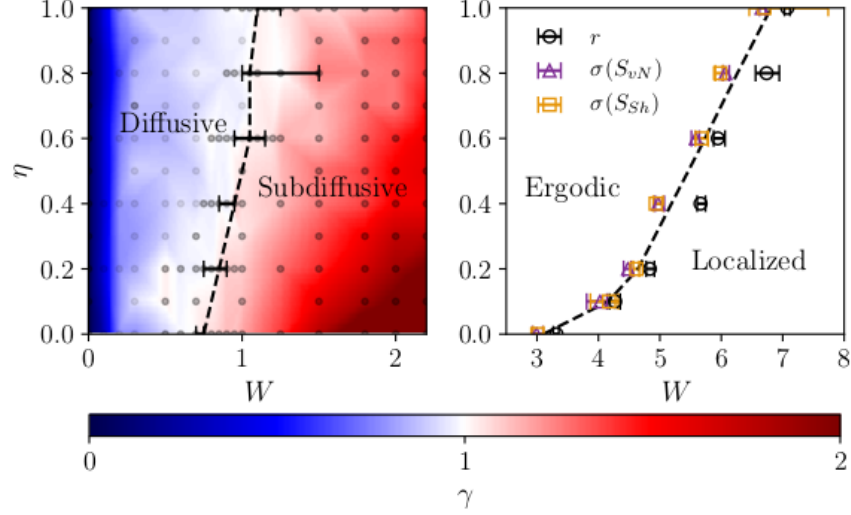 1.0
0.8
0.6
0.4
0.2
0.0
η
Diffusive
Subdiffusive
0 1 2
W
1.0
0.8
0.6
0.4
0.2
0.0
r
σ(S_vN)
σ(S_Sh)
Ergodic
Localized
3 4 5 6 7 8
W
0 1 2
γ